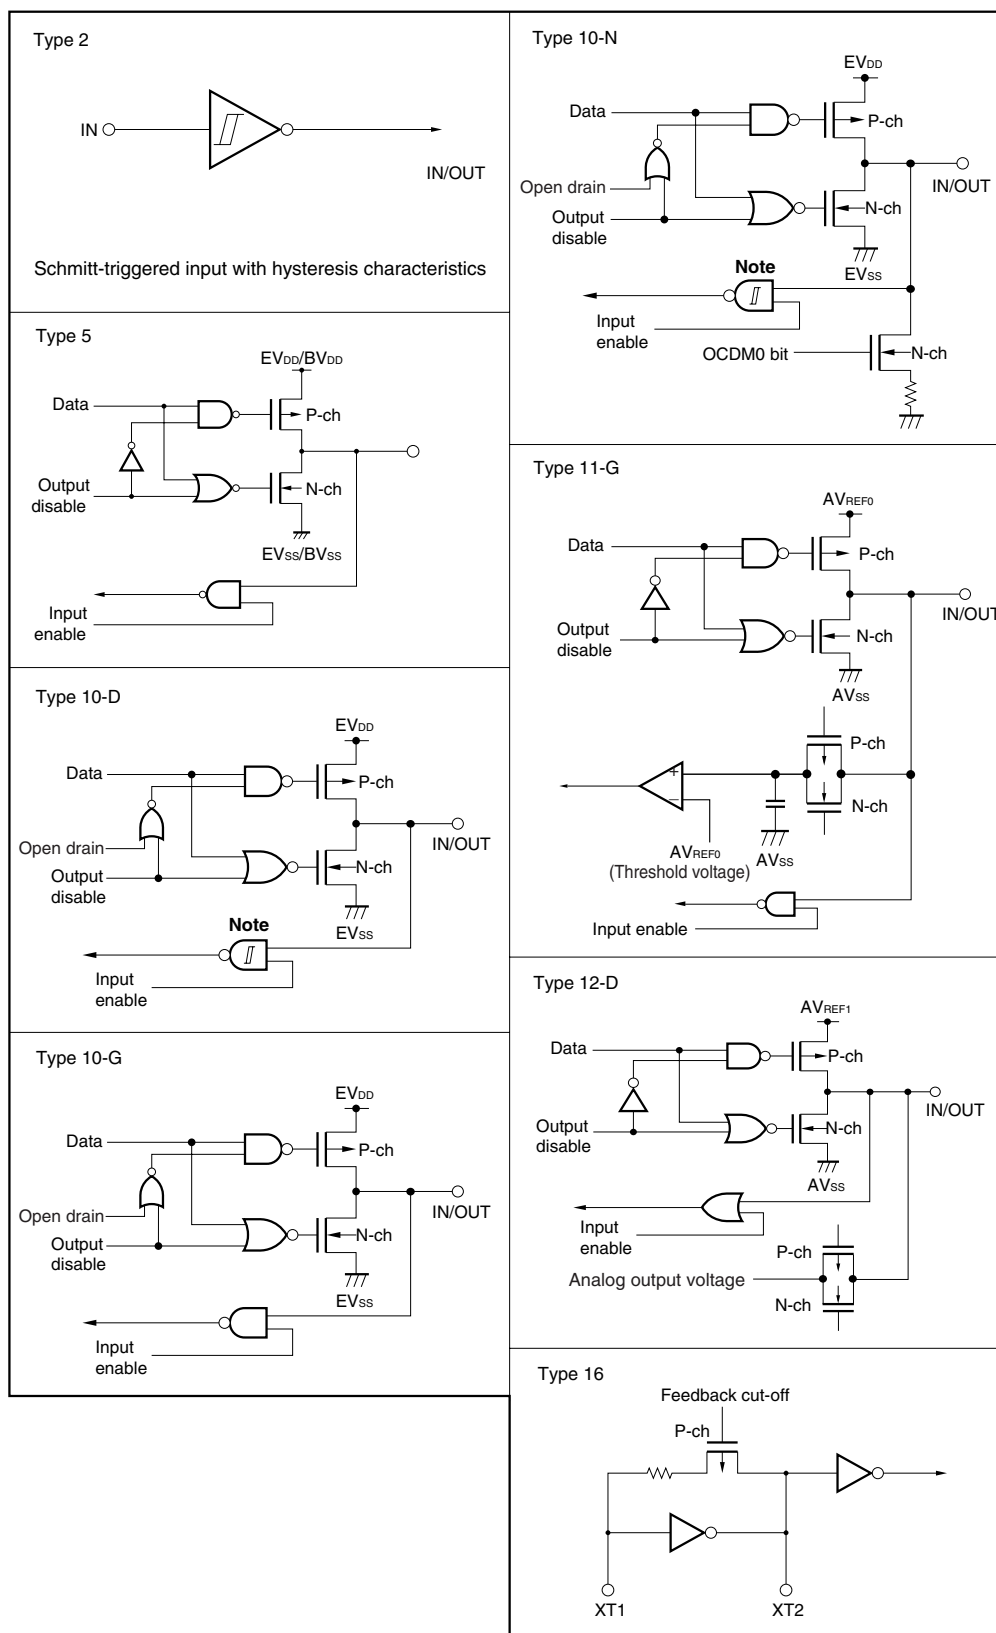 Type 2
IN
IN/OUT
Schmitt-triggered input with hysteresis characteristics
Type 5
EVDD/BVDD
Data
P-ch
Output
disable
N-ch
EVSS/BVSS
Input
enable
Type 10-D
EVDD
Data
P-ch
Open drain
IN/OUT
Output
disable
N-ch
EVSS
Note
Input
enable
Type 10-G
EVDD
Data
P-ch
Open drain
IN/OUT
Output
disable
N-ch
EVSS
Input
enable
Type 10-N
EVDD
Data
P-ch
Open drain
IN/OUT
Output
disable
N-ch
EVSS
Note
Input
enable
OCDM0 bit
N-ch
Type 11-G
AVREF0
Data
P-ch
IN/OUT
Output
disable
N-ch
AVSS
P-ch
+
–
N-ch
AVREF0
(Threshold voltage)
AVSS
Input enable
Type 12-D
AVREF1
Data
P-ch
IN/OUT
Output
disable
N-ch
AVSS
Input
enable
P-ch
Analog output voltage
N-ch
Type 16
Feedback cut-off
P-ch
XT1
XT2